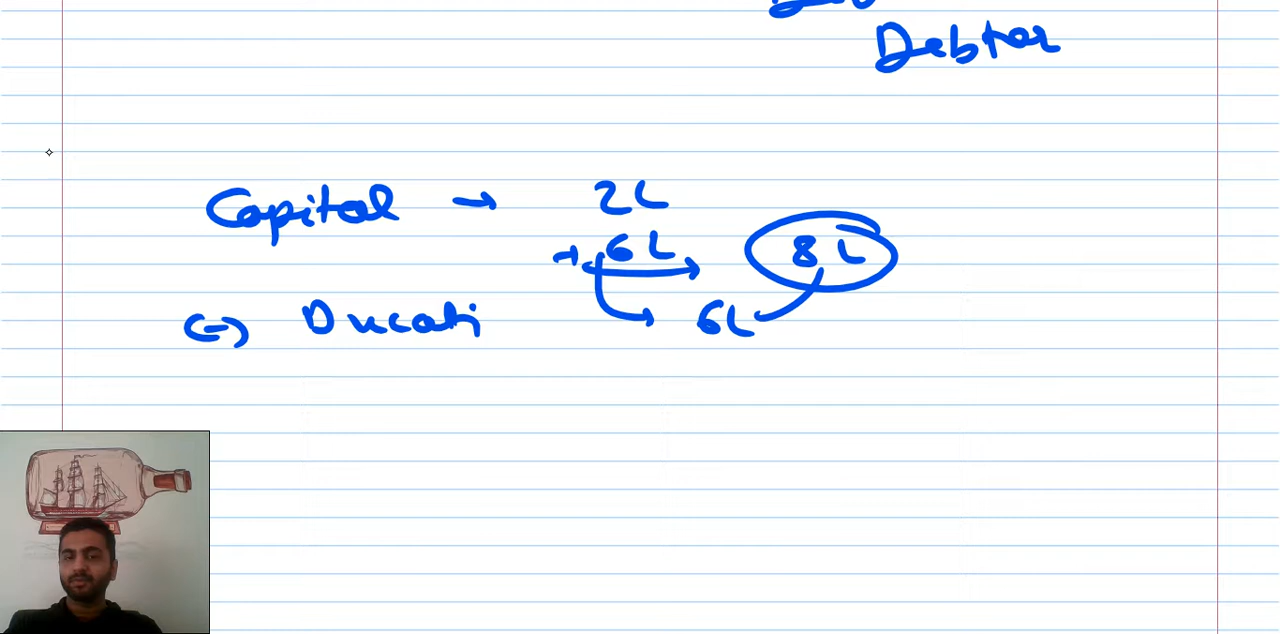 Debtor
Capital → 2L
+ 6L → 8L
(-) Ducati 6L